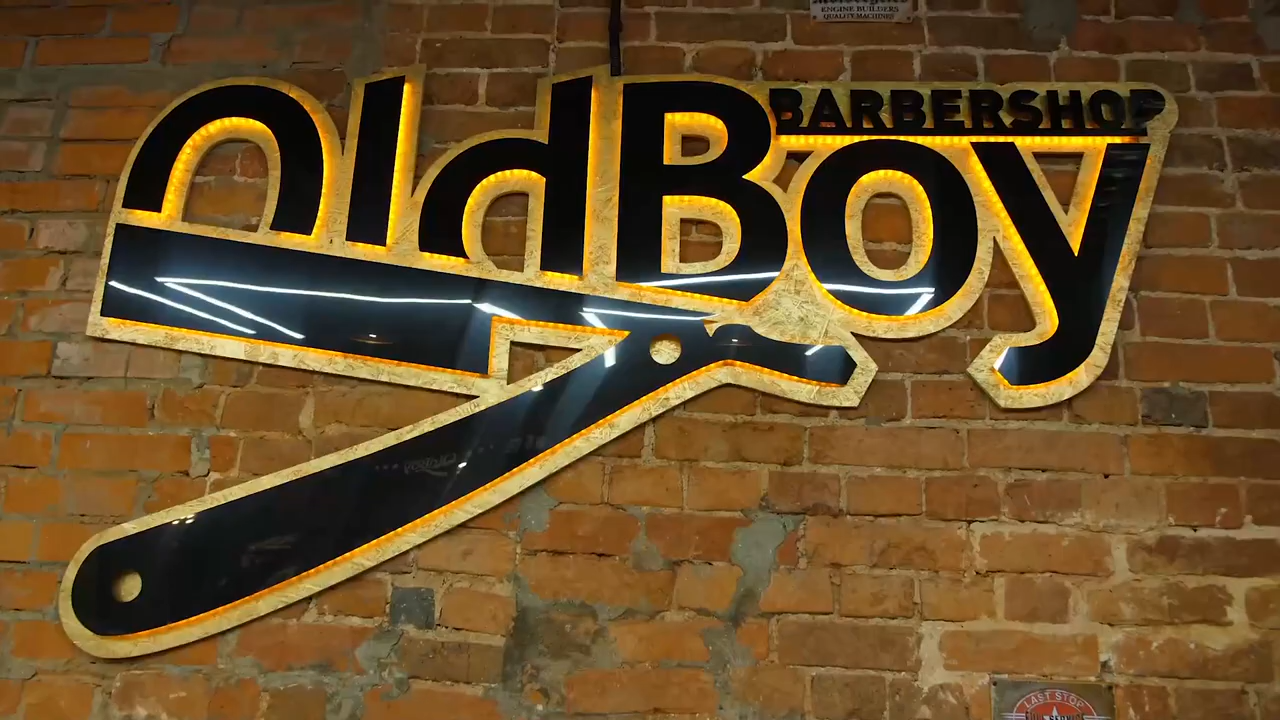 ENGINE BUILDERS
QUALITY MACHINES
OldBoy
BARBERSHOP
LAST STOP